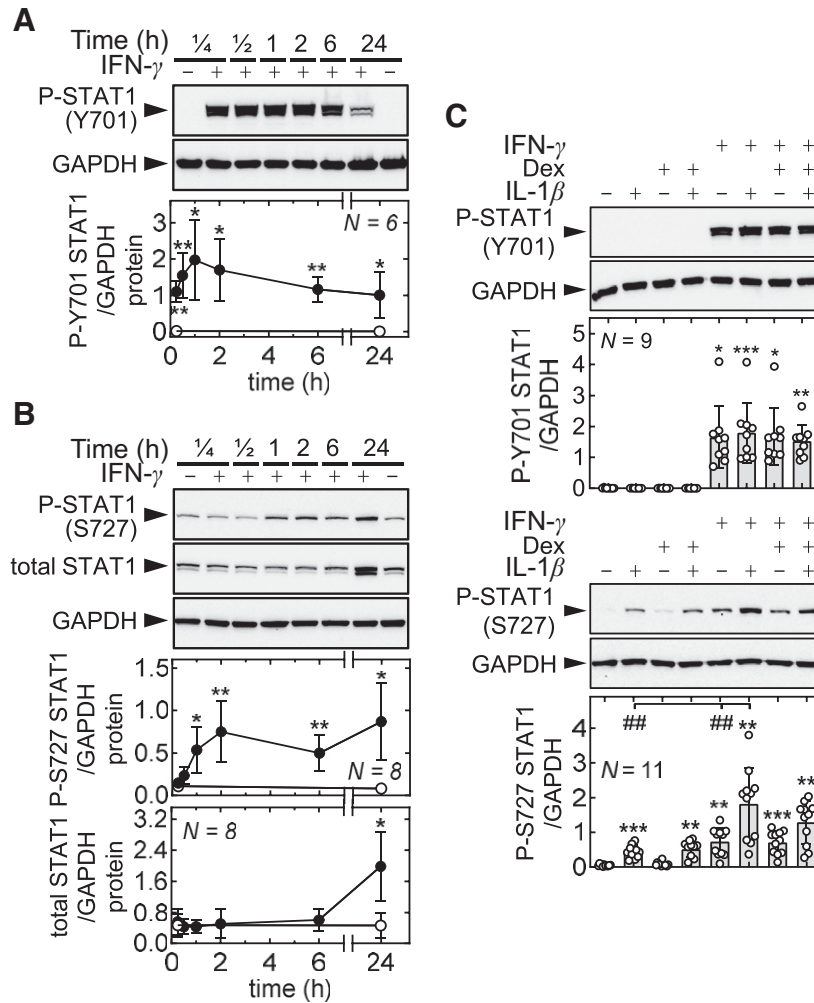 A
Time (h) ¼ ½ 1 2 6 24
IFN-γ − + + + + + + −
P-STAT1
(Y701)
GAPDH
P-Y701 STAT1
/GAPDH
protein
3
2
1
0
N = 6
** ** * * ** *
0 2 4 6 24
time (h)
B
Time (h) ¼ ½ 1 2 6 24
IFN-γ − + + + + + + −
P-STAT1
(S727)
total STAT1
GAPDH
P-S727 STAT1
/GAPDH
protein
1.5
1.0
0.5
0.0
* ** ** *
N = 8
total STAT1
/GAPDH
protein
3.2
2.4
1.6
0.8
0.0
N = 8
*
0 2 4 6 24
time (h)
C
IFN-γ + + + +
Dex + + + +
IL-1β − + − + − + − +
P-STAT1
(Y701)
GAPDH
P-Y701 STAT1
/GAPDH
5
4
3
2
1
0
N = 9
* *** * **
IFN-γ + + + +
Dex + + + +
IL-1β − + − + − + − +
P-STAT1
(S727)
GAPDH
P-S727 STAT1
/GAPDH
4
3
2
1
0
## ## **
N = 11
*** ** ** *** **